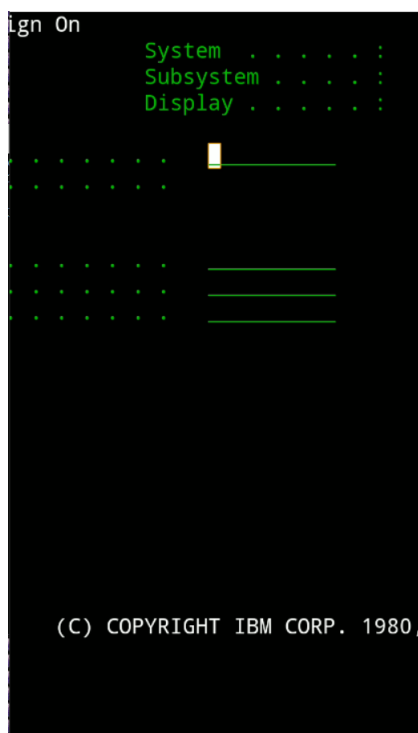 ign On
System . . . . . :
Subsystem . . . . :
Display . . . . . :
. . . . . . .
. . . . . . .
. . . . . . .
. . . . . . .
. . . . . . .
(C) COPYRIGHT IBM CORP. 1980,